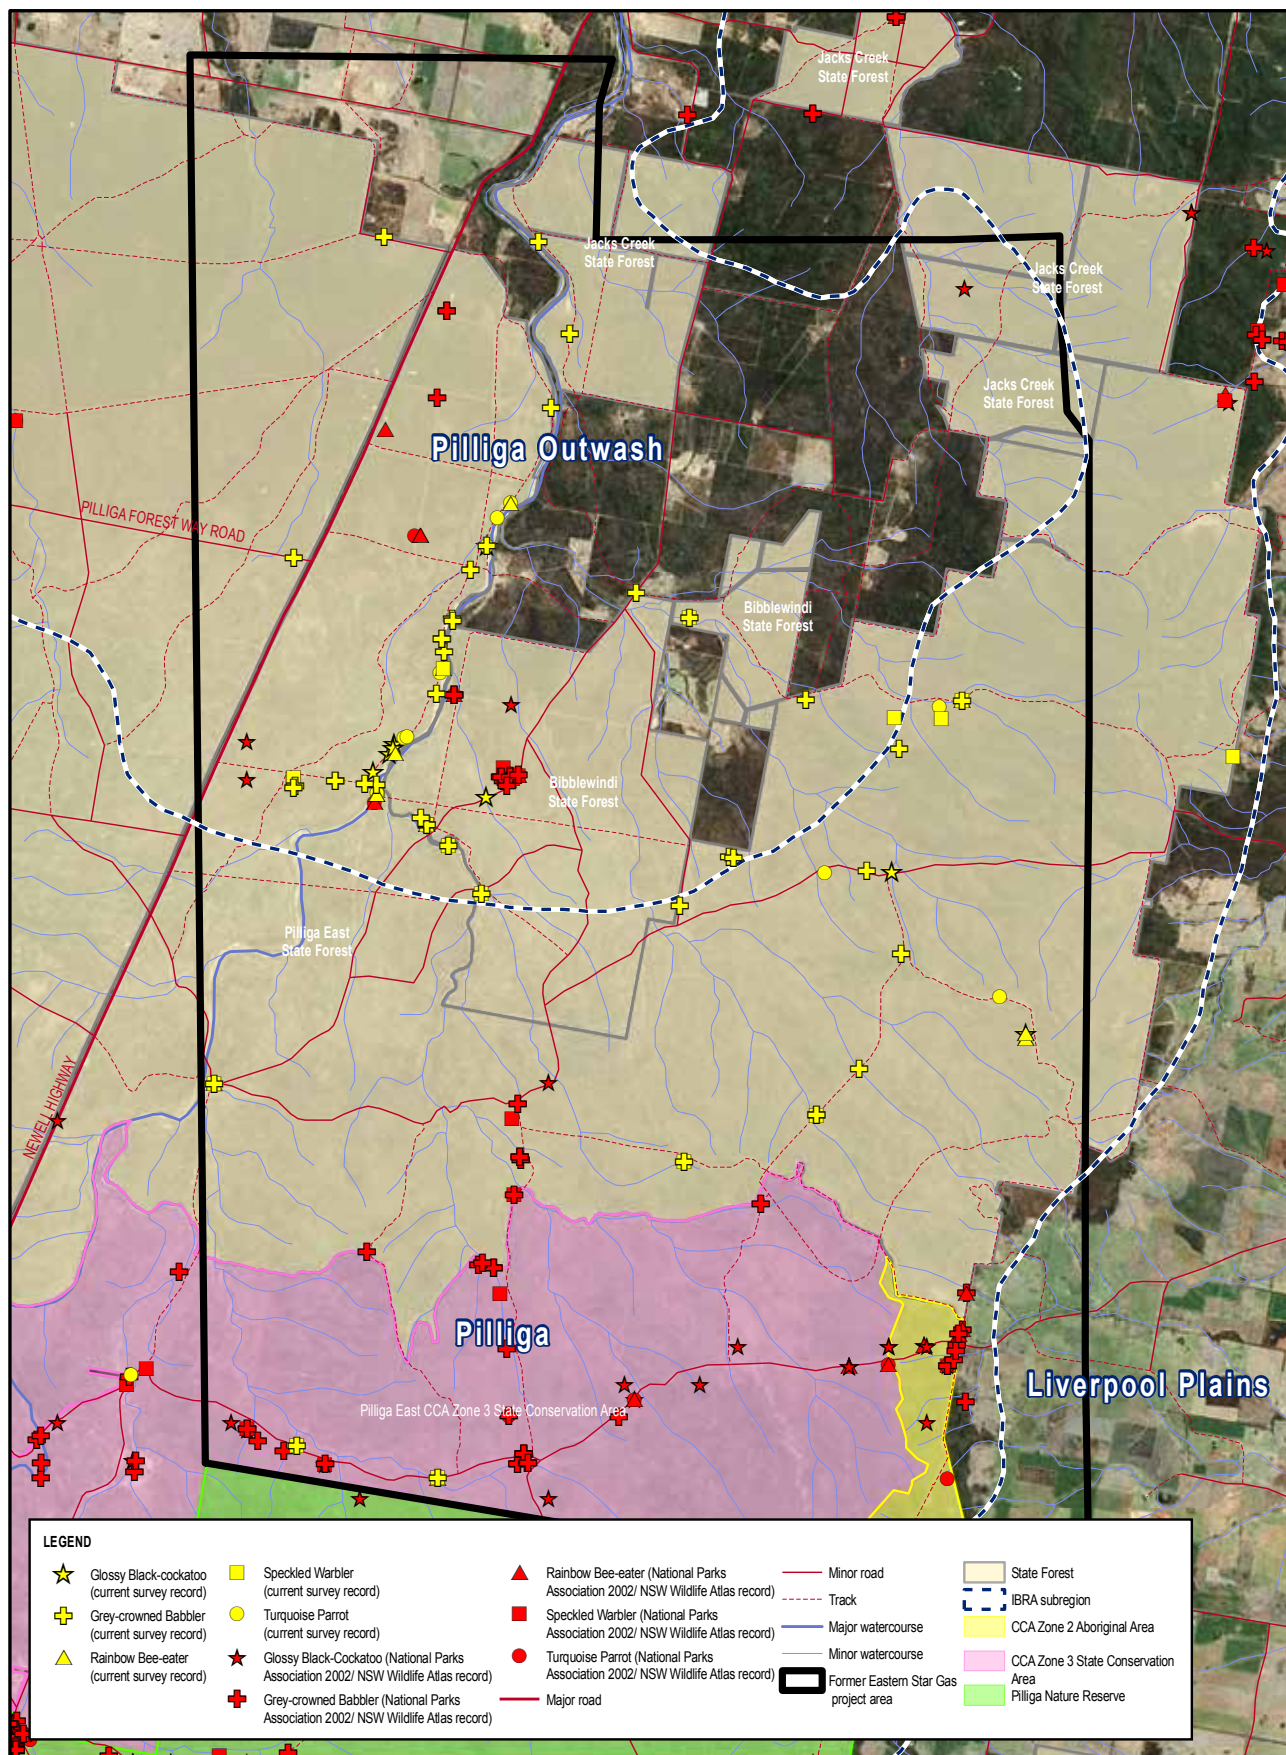 Jacks Creek
State Forest
Jacks Creek
State Forest
Jacks Creek
State Forest
Jacks Creek
State Forest
Pilliga Outwash
PILLIGA FOREST WAY ROAD
Bibblewindi
State Forest
Bibblewindi
State Forest
Pilliga East
State Forest
NEWELL HIGHWAY
Pilliga
Liverpool Plains
Pilliga East CCA Zone 3 State Conservation Area
LEGEND
Glossy Black-cockatoo
(current survey record)
Grey-crowned Babbler
(current survey record)
Rainbow Bee-eater
(current survey record)
Speckled Warbler
(current survey record)
Turquoise Parrot
(current survey record)
Glossy Black-Cockatoo (National Parks
Association 2002/ NSW Wildlife Atlas record)
Grey-crowned Babbler (National Parks
Association 2002/ NSW Wildlife Atlas record)
Rainbow Bee-eater (National Parks
Association 2002/ NSW Wildlife Atlas record)
Speckled Warbler (National Parks
Association 2002/ NSW Wildlife Atlas record)
Turquoise Parrot (National Parks
Association 2002/ NSW Wildlife Atlas record)
Major road
Minor road
Track
Major watercourse
Minor watercourse
Former Eastern Star Gas
project area
State Forest
IBRA subregion
CCA Zone 2 Aboriginal Area
CCA Zone 3 State Conservation
Area
Pilliga Nature Reserve